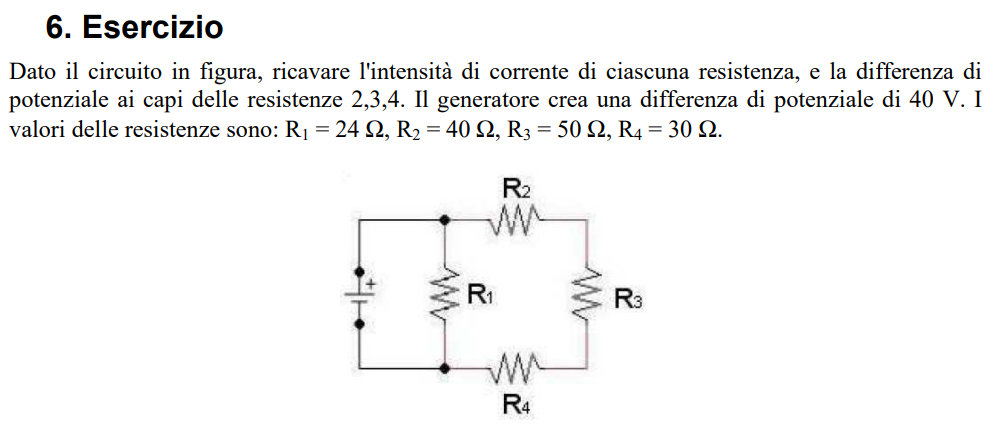 6. Esercizio
Dato il circuito in figura, ricavare l'intensità di corrente di ciascuna resistenza, e la differenza di
potenziale ai capi delle resistenze 2,3,4. Il generatore crea una differenza di potenziale di 40 V. I
valori delle resistenze sono: R₁ = 24 Ω, R₂ = 40 Ω, R₃ = 50 Ω, R₄ = 30 Ω.
R2
+
R1
R3
R4